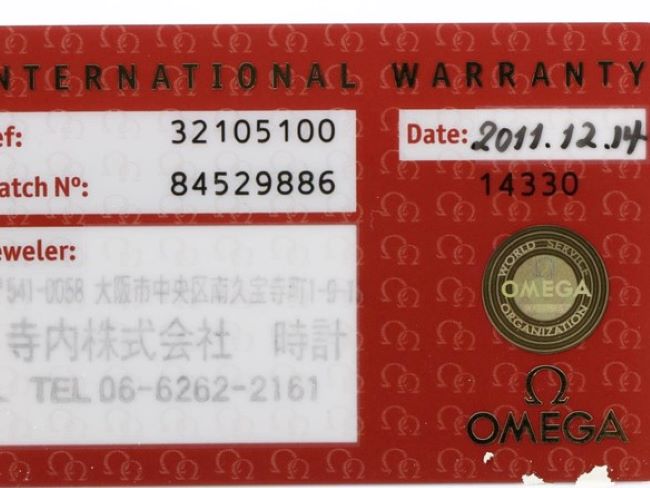 INTERNATIONAL WARRANTY
ef: 32105100
Date: 2011.12.14
atch Nº: 84529886
14330
eweler:
〒541-0058 大阪市中央区南久宝寺町1-9-1
寺内株式会社 時計
TEL 06-6262-2161
WORLD SERVICE
OMEGA
ORGANIZATION
Ω
OMEGA